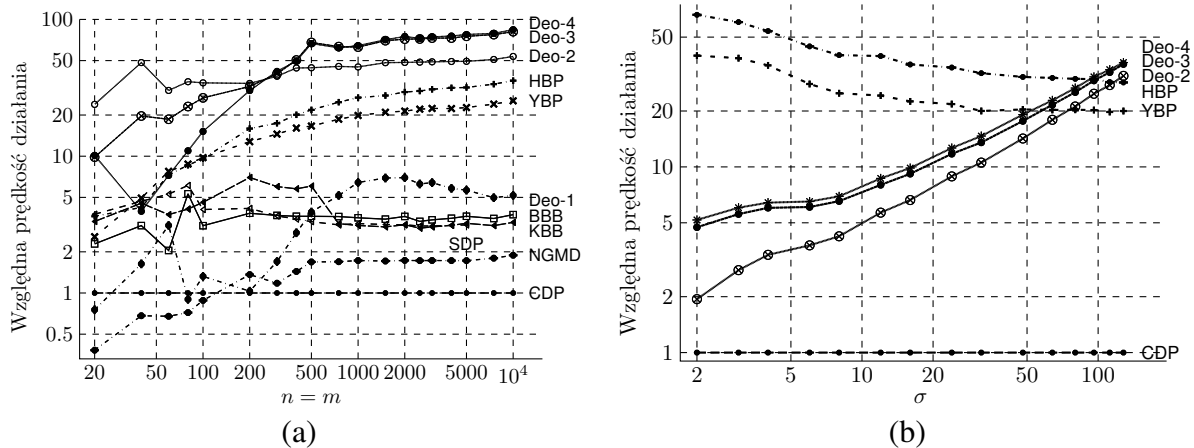 Względna prędkość działania
100
50
20
10
5
2
1
0.5
20
50
100
200
500
1000
2000
5000
10⁴
n = m
Deo-4
Deo-3
Deo-2
HBP
YBP
Deo-1
BBB
KBB
SDP
NGMD
CDP
(a)
Względna prędkość działania
50
20
10
5
2
1
2
5
10
20
50
100
σ
Deo-4
Deo-3
Deo-2
HBP
YBP
CDP
(b)